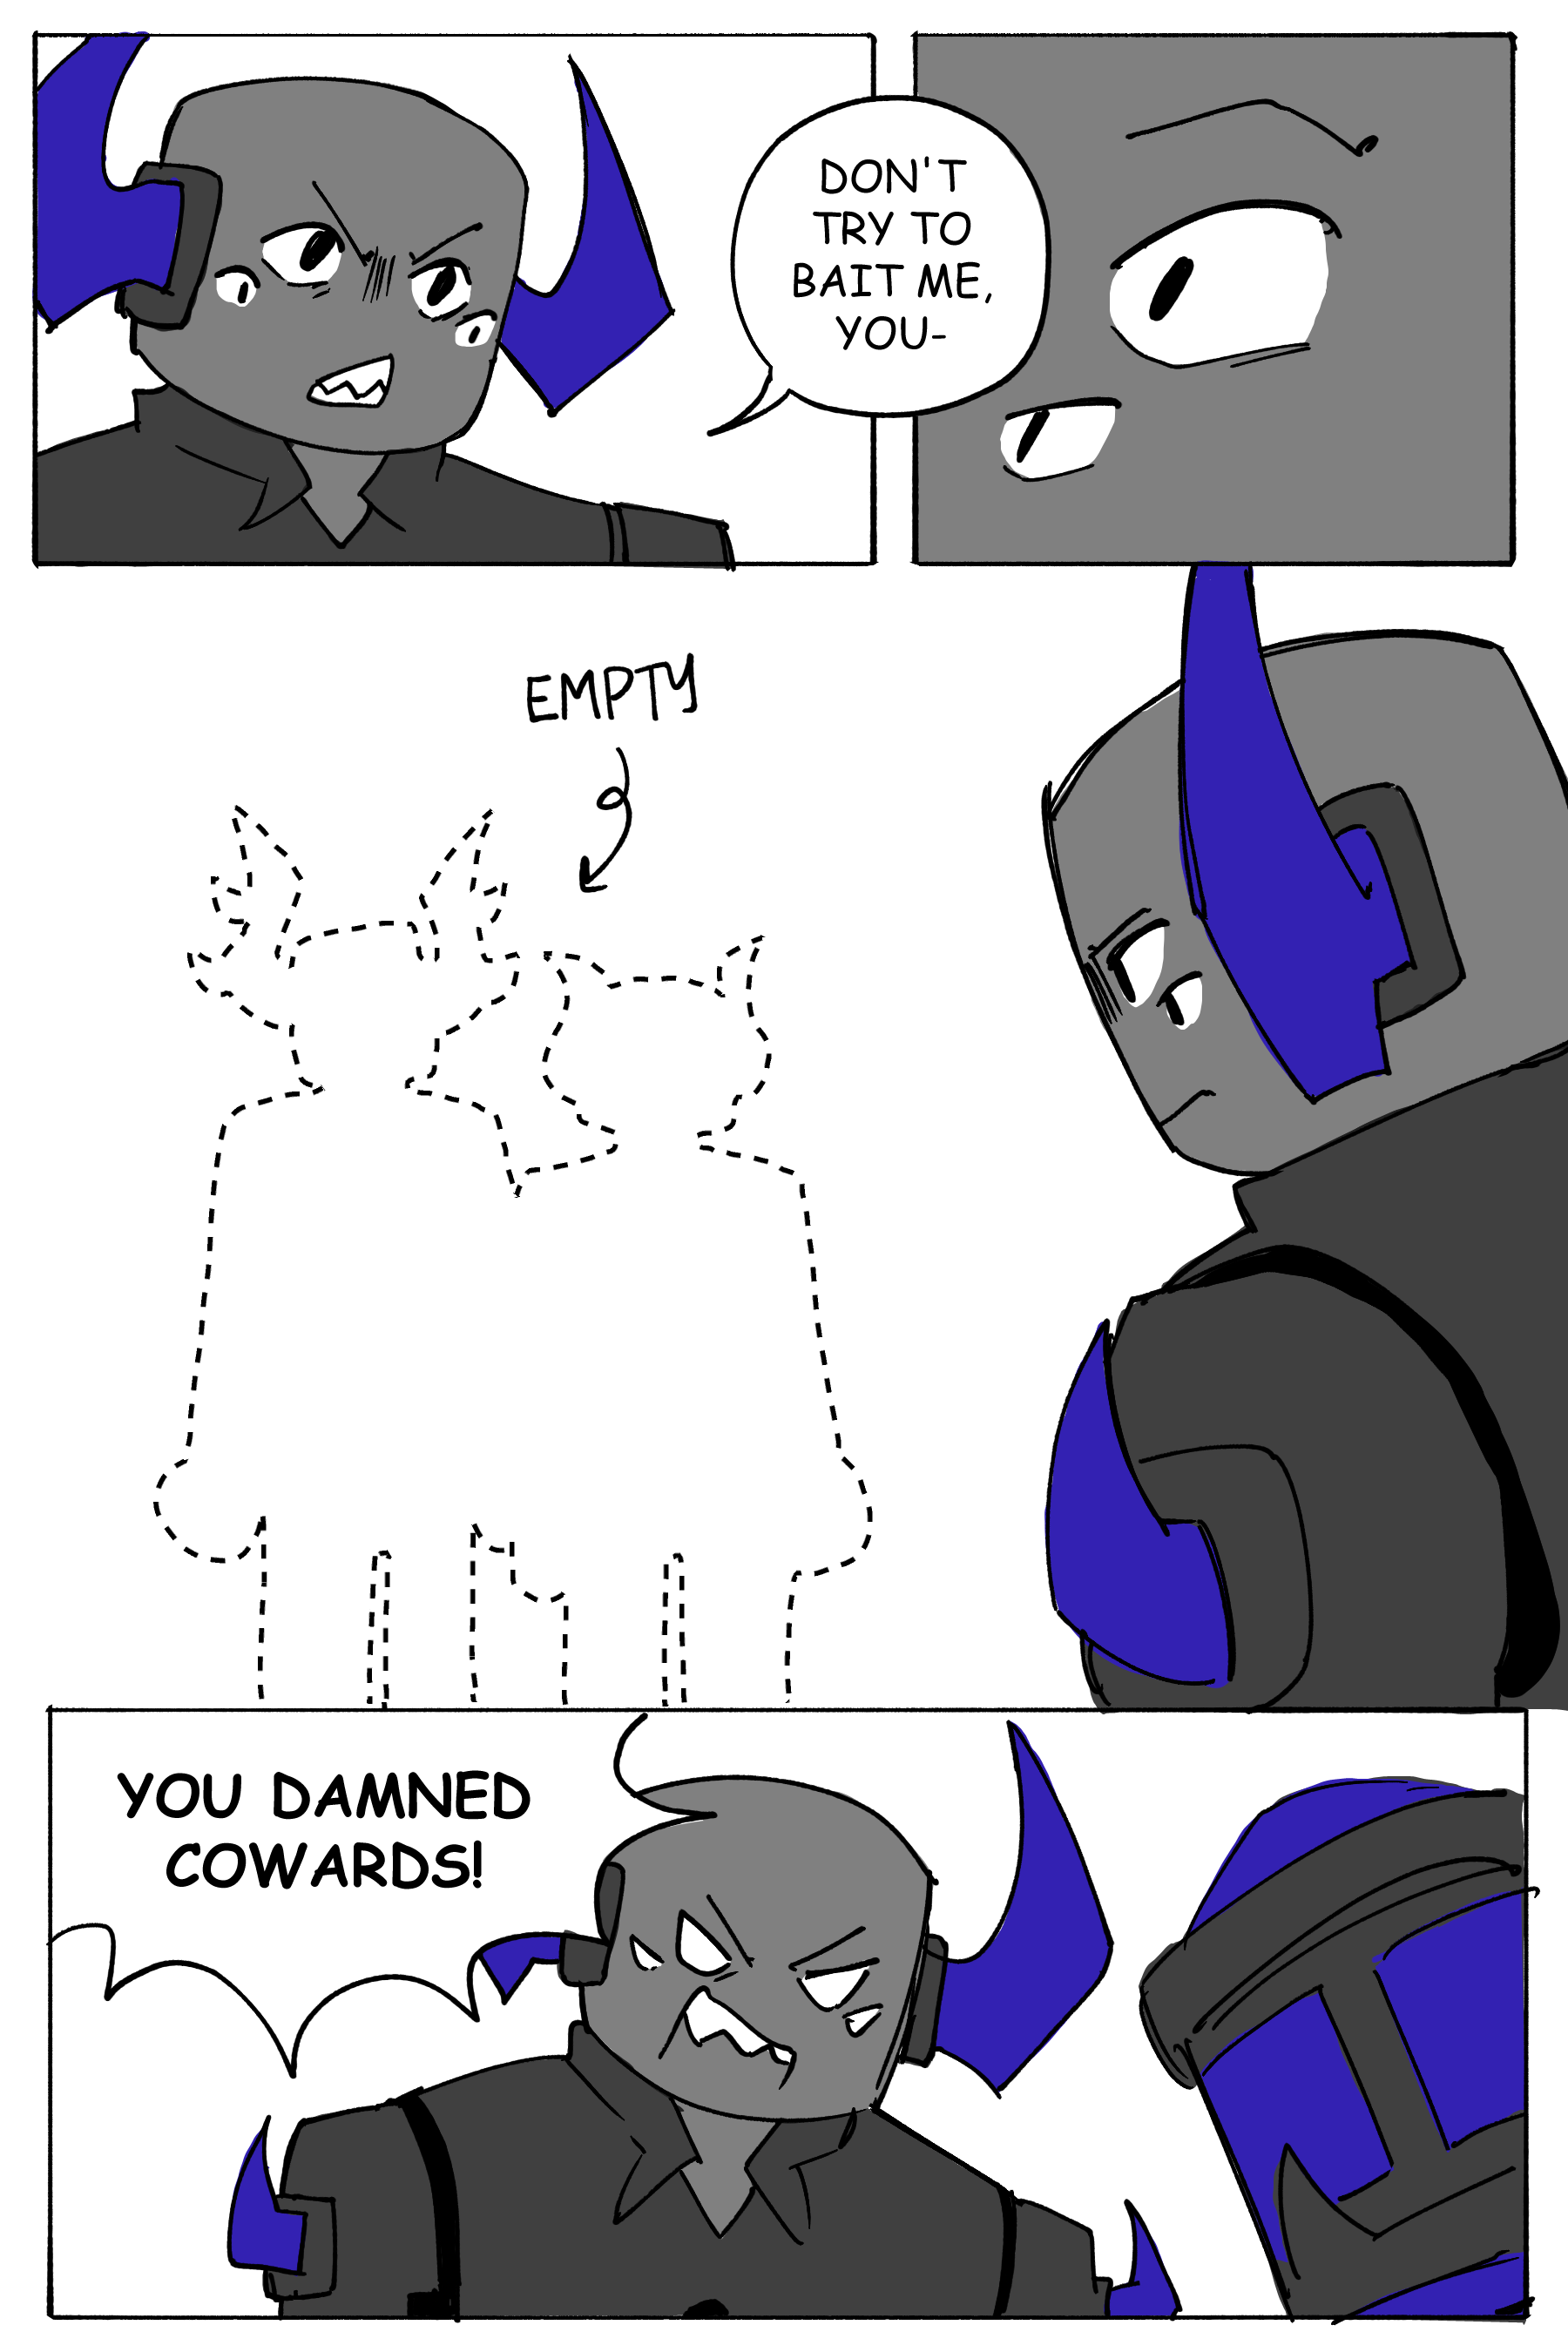 DON'T
TRY TO
BAIT ME,
YOU-
EMPTY
YOU DAMNED
COWARDS!